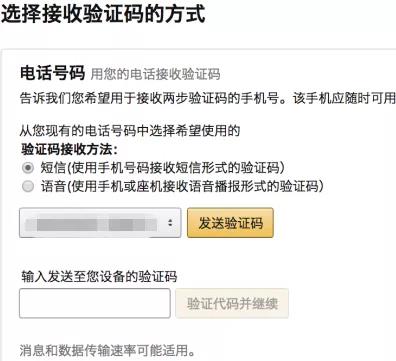 选择接收验证码的方式
电话号码 用您的电话接收验证码
告诉我们您希望用于接收两步验证码的手机号。该手机应随时可用
从您现有的电话号码中选择希望使用的
验证码接收方法：
短信(使用手机号码接收短信形式的验证码)
语音(使用手机或座机接收语音播报形式的验证码)
发送验证码
输入发送至您设备的验证码
验证代码并继续
消息和数据传输速率可能适用。